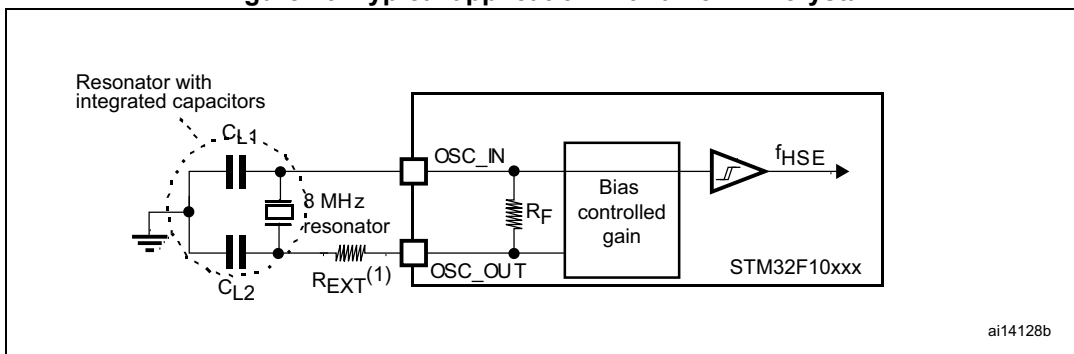 Resonator with
integrated capacitors
CL1
OSC_IN
fHSE
8 MHz
resonator
RF
Bias
controlled
gain
REXT(1)
OSC_OUT
STM32F10xxx
CL2
ai14128b